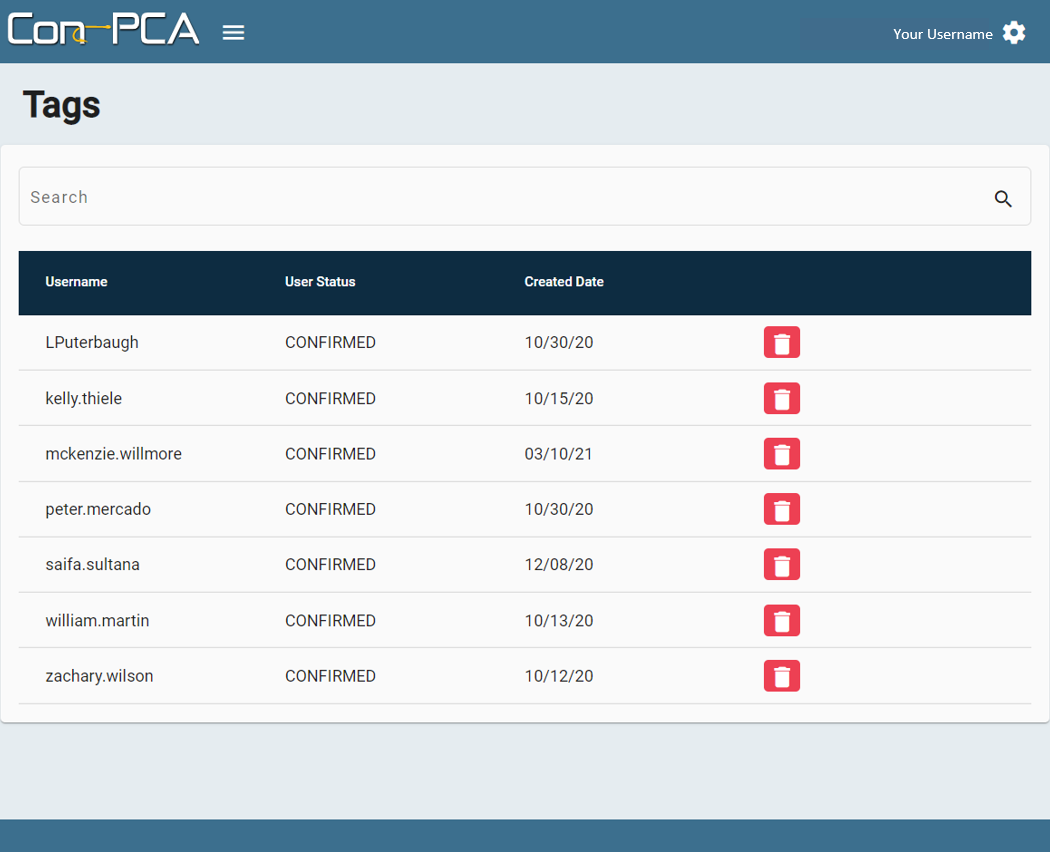 Con-PCA
Your Username
Tags
Search
Username User Status Created Date
LPuterbaugh CONFIRMED 10/30/20
kelly.thiele CONFIRMED 10/15/20
mckenzie.willmore CONFIRMED 03/10/21
peter.mercado CONFIRMED 10/30/20
saifa.sultana CONFIRMED 12/08/20
william.martin CONFIRMED 10/13/20
zachary.wilson CONFIRMED 10/12/20